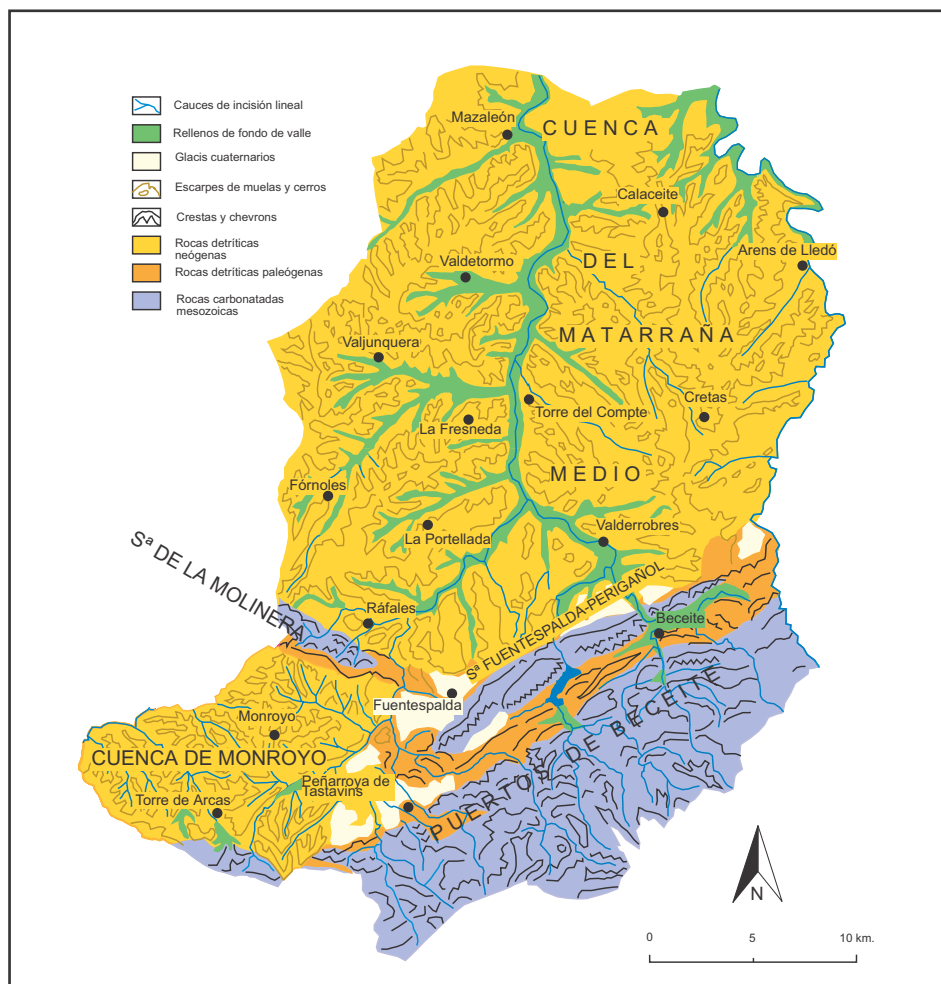 Cauces de incisión lineal
Rellenos de fondo de valle
Glacis cuaternarios
Escarpes de muelas y cerros
Crestas y chevrons
Rocas detríticas
neógenas
Rocas detríticas paleógenas
Rocas carbonatadas
mesozoicas
Mazaleón
CUENCA
Calaceite
DEL
Arens de Lledó
Valdetormo
MATARRAÑA
Valjunquera
Cretas
Torre del Compte
La Fresneda
MEDIO
Fórnoles
La Portellada
Valderrobres
Sª DE LA MOLINERA
Ráfales
Sª FUENTESPALDA-PERIGAÑOL
Beceite
Fuentespalda
Monroyo
CUENCA DE MONROYO
Peñarroya de
Tastavins
Torre de Arcas
PUERTOS DE BECEITE
N
0 5 10 km.